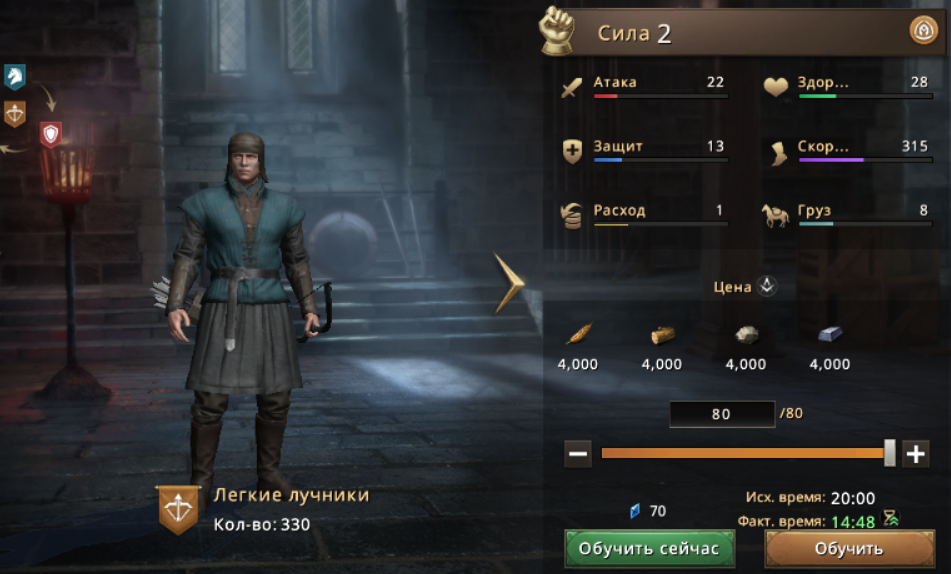 Сила 2
Атака 22 Здор... 28
Защит 13 Скор... 315
Расход 1 Груз 8
Цена
4,000 4,000 4,000 4,000
80 /80
Легкие лучники
Кол-во: 330
Исх. время: 20:00
70
Факт. время: 14:48
Обучить сейчас Обучить